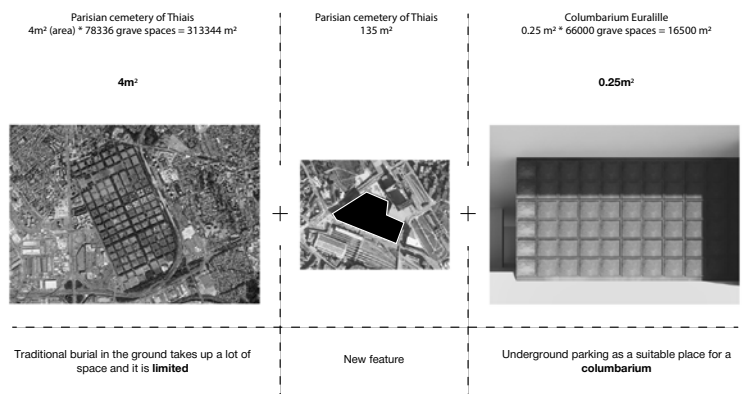 Parisian cemetery of Thiais
4m² (area) * 78336 grave spaces = 313344 m²
4m²
Traditional burial in the ground takes up a lot of
space and it is limited
Parisian cemetery of Thiais
135 m²
New feature
Columbarium Euralille
0.25 m² * 66000 grave spaces = 16500 m²
0.25m²
Underground parking as a suitable place for a
columbarium